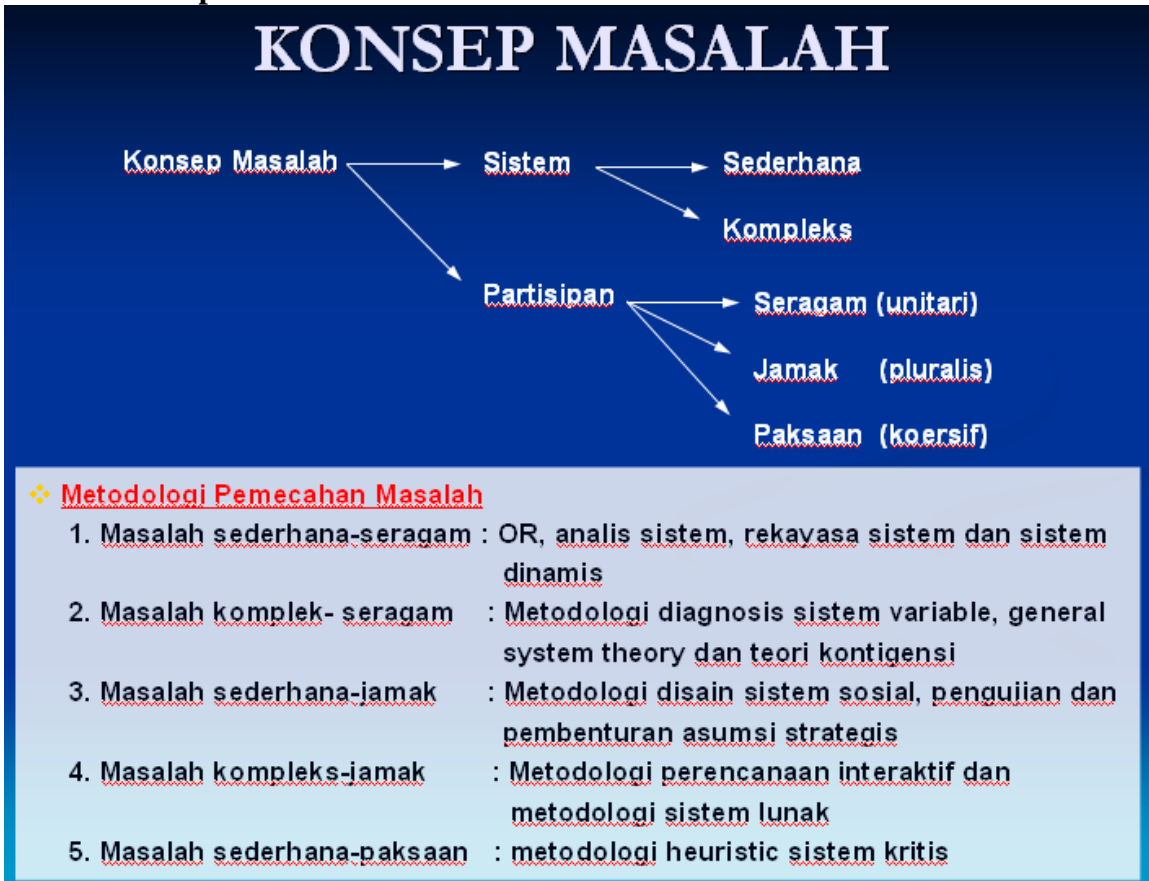 KONSEP MASALAH
Konsep Masalah Sistem Sederhana
Kompleks
Partisipan Seragam (unitari)
Jamak (pluralis)
Paksaan (koersif)
Metodologi Pemecahan Masalah
1. Masalah sederhana-seragam : OR, analis sistem, rekayasa sistem dan sistem
dinamis
2. Masalah komplek- seragam : Metodologi diagnosis sistem variable, general
system theory dan teori kontigensi
3. Masalah sederhana-jamak : Metodologi disain sistem sosial, pengujian dan
pembenturan asumsi strategis
4. Masalah kompleks-jamak : Metodologi perencanaan interaktif dan
metodologi sistem lunak
5. Masalah sederhana-paksaan : metodologi heuristic sistem kritis